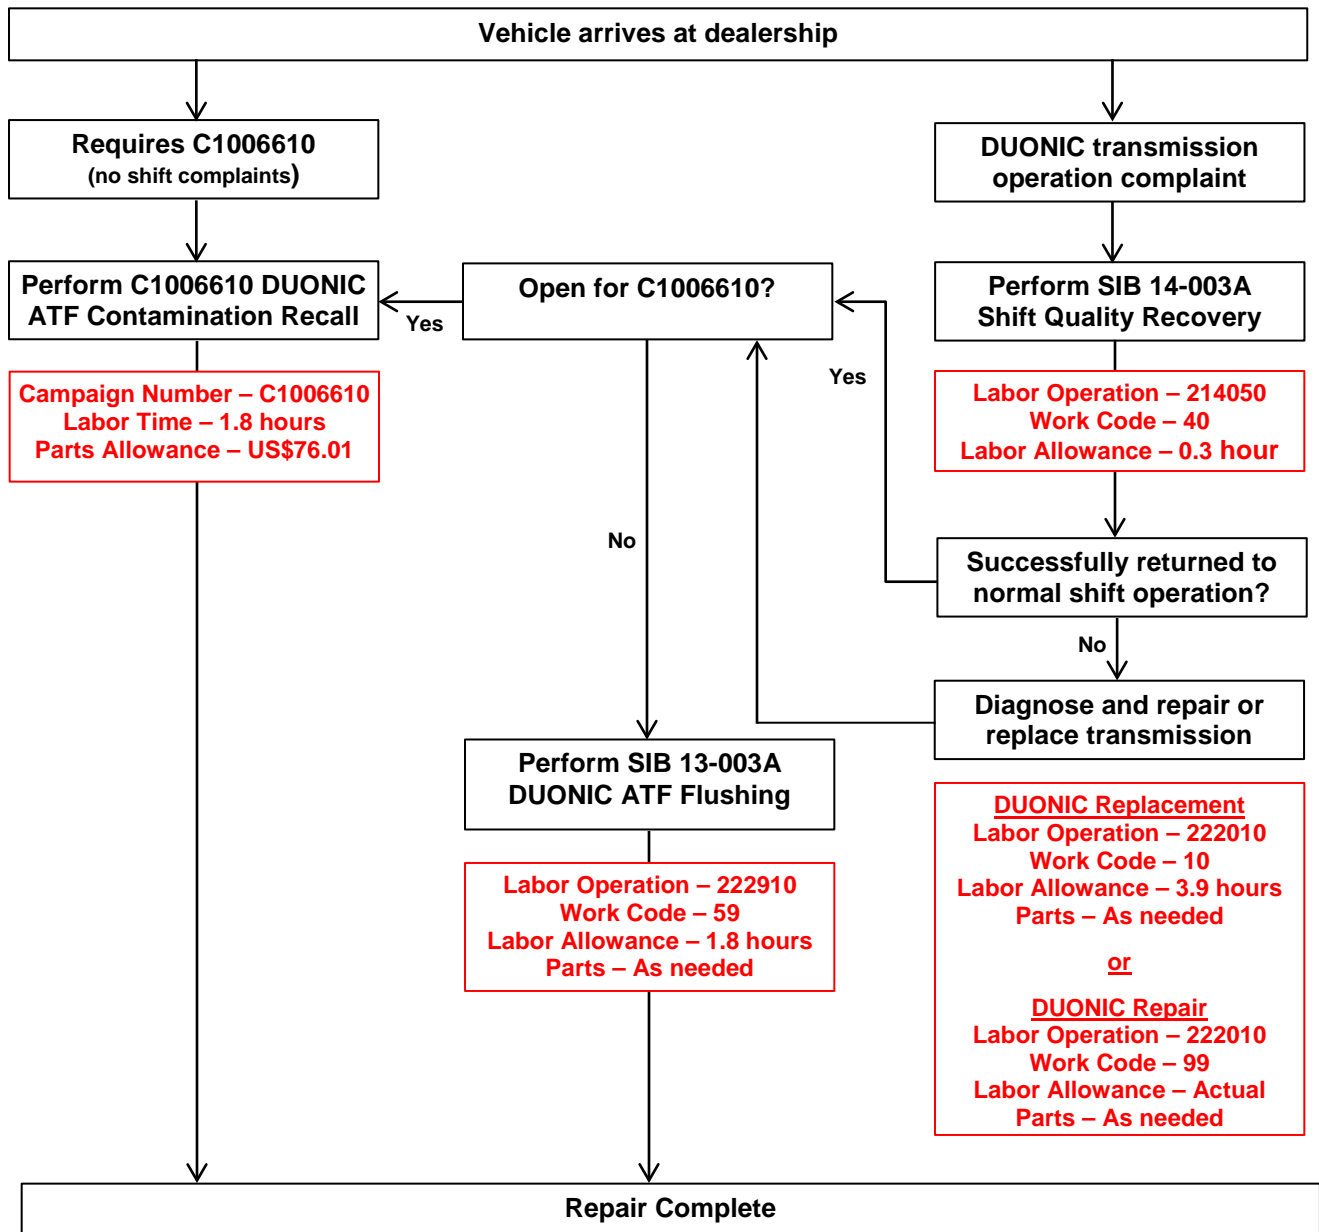 Vehicle arrives at dealership
Requires C1006610
(no shift complaints)
DUONIC transmission
operation complaint
Perform C1006610 DUONIC
ATF Contamination Recall
Yes
Open for C1006610?
Yes
Perform SIB 14-003A
Shift Quality Recovery
Campaign Number – C1006610
Labor Time – 1.8 hours
Parts Allowance – US$76.01
Labor Operation – 214050
Work Code – 40
Labor Allowance – 0.3 hour
No
Successfully returned to
normal shift operation?
No
Diagnose and repair or
replace transmission
Perform SIB 13-003A
DUONIC ATF Flushing
Labor Operation – 222910
Work Code – 59
Labor Allowance – 1.8 hours
Parts – As needed
DUONIC Replacement
Labor Operation – 222010
Work Code – 10
Labor Allowance – 3.9 hours
Parts – As needed
or
DUONIC Repair
Labor Operation – 222010
Work Code – 99
Labor Allowance – Actual
Parts – As needed
Repair Complete